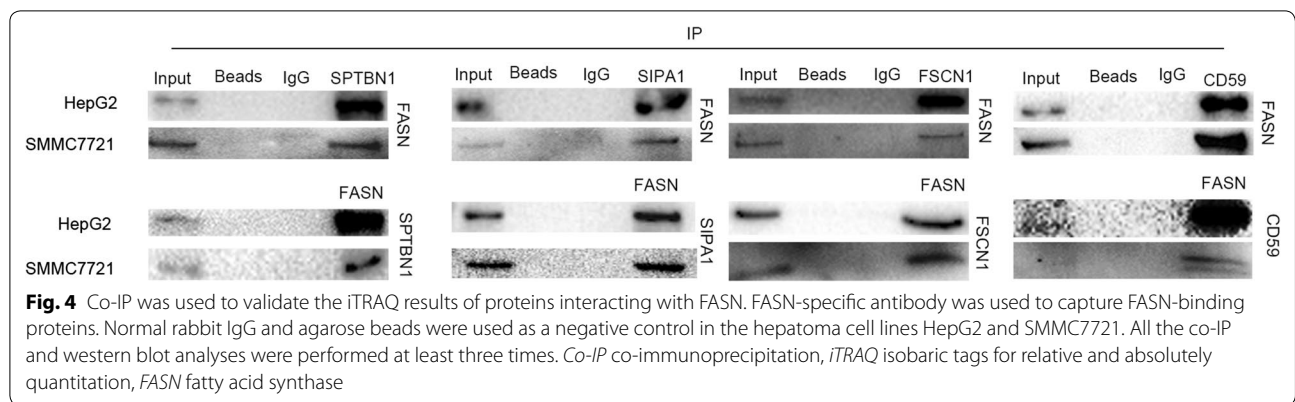 IP
Input Beads IgG SPTBN1
Input Beads IgG SIPA1
Input Beads IgG FSCN1
Input Beads IgG CD59
HepG2
SMMC7721
FASN
FASN
FASN
FASN
FASN
FASN
FASN
FASN
HepG2
SMMC7721
SPTBN1
SIPA1
FSCN1
CD59
Fig. 4 Co-IP was used to validate the iTRAQ results of proteins interacting with FASN. FASN-specific antibody was used to capture FASN-binding
proteins. Normal rabbit IgG and agarose beads were used as a negative control in the hepatoma cell lines HepG2 and SMMC7721. All the co-IP
and western blot analyses were performed at least three times. Co-IP co-immunoprecipitation, iTRAQ isobaric tags for relative and absolutely
quantitation, FASN fatty acid synthase